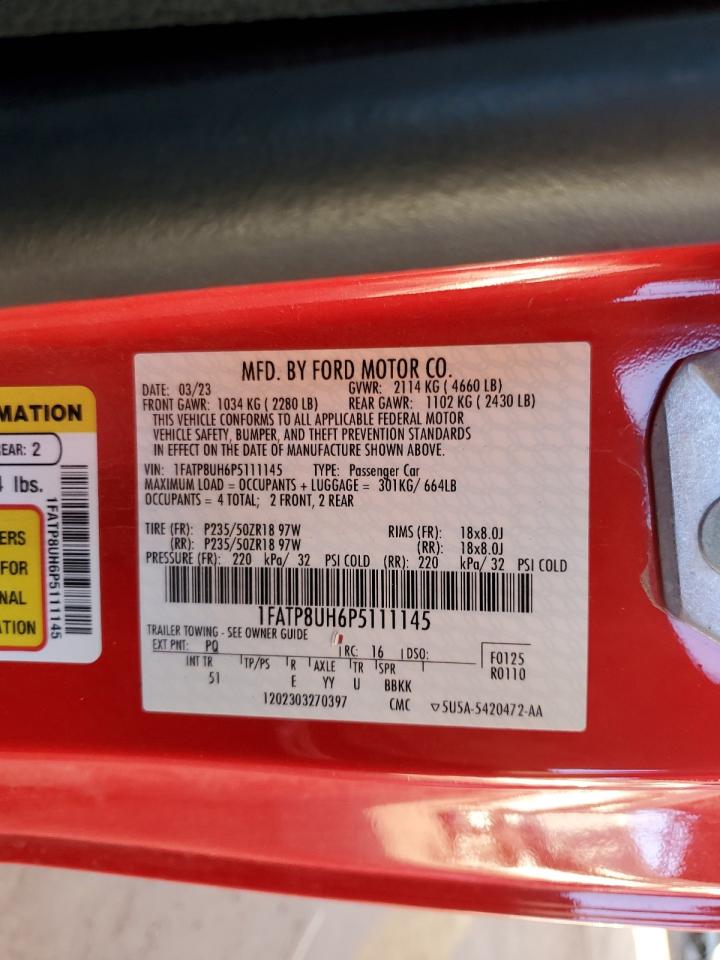 MFD. BY FORD MOTOR CO.
DATE: 03/23 GVWR: 2114 KG ( 4660 LB)
FRONT GAWR: 1034 KG ( 2280 LB) REAR GAWR: 1102 KG ( 2430 LB)
THIS VEHICLE CONFORMS TO ALL APPLICABLE FEDERAL MOTOR
VEHICLE SAFETY, BUMPER, AND THEFT PREVENTION STANDARDS
IN EFFECT ON THE DATE OF MANUFACTURE SHOWN ABOVE.
VIN: 1FATP8UH6P5111145 TYPE: Passenger Car
MAXIMUM LOAD = OCCUPANTS + LUGGAGE = 301KG/ 664LB
OCCUPANTS = 4 TOTAL; 2 FRONT, 2 REAR
TIRE (FR): P235/50ZR18 97W RIMS (FR): 18x8.0J
(RR): P235/50ZR18 97W (RR): 18x8.0J
PRESSURE (FR): 220 kPa/ 32 PSI COLD (RR): 220 kPa/ 32 PSI COLD
1FATP8UH6P5111145
TRAILER TOWING - SEE OWNER GUIDE
EXT PNT: PQ RC: 16 DSO: F0125
INT TR TP/PS R AXLE TR SPR R0110
51 E YY U BBKK
1202303270397 CMC ▽5U5A-5420472-AA
MATION
EAR: 2
4 lbs.
ERS
FOR
NAL
ATION
1FATP8UH6P5111145